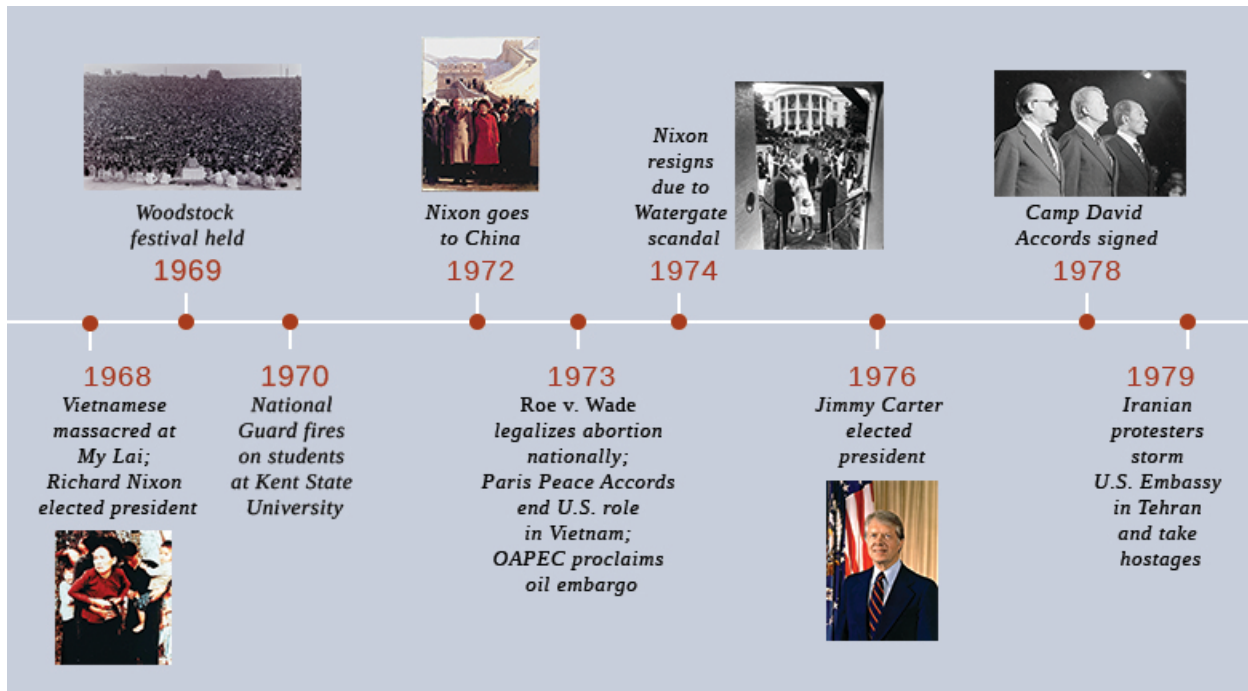 Woodstock
festival held
1969
Nixon goes
to China
1972
Nixon
resigns
due to
Watergate
scandal
1974
Camp David
Accords signed
1978
1968
Vietnamese
massacred at
My Lai;
Richard Nixon
elected president
1970
National
Guard fires
on students
at Kent State
University
1973
Roe v. Wade
legalizes abortion
nationally;
Paris Peace Accords
end U.S. role
in Vietnam;
OAPEC proclaims
oil embargo
1976
Jimmy Carter
elected
president
1979
Iranian
protesters
storm
U.S. Embassy
in Tehran
and take
hostages